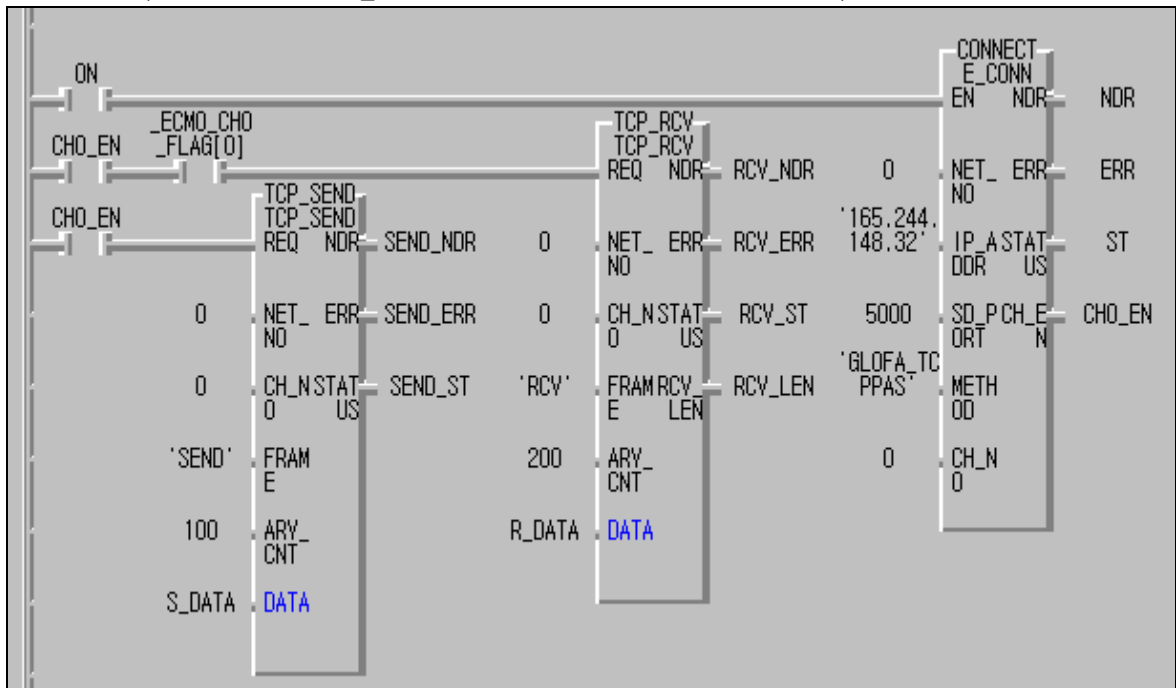 CONNECT
E_CONN
ON
EN NDR NDR
_ECM0_CH0
_FLAG[0]
CH0_EN
TCP_RCV
TCP_RCV
REQ NDR RCV_NDR 0 NET_ ERR ERR
NO
TCP_SEND
TCP_SEND
CH0_EN
REQ NDR SEND_NDR 0 NET_ ERR RCV_ERR
NO
'165.244.
148.32' IP_A STAT ST
DDR US
0 NET_ ERR SEND_ERR 0 CH_N STAT RCV_ST 5000 SD_P CH_E CH0_EN
NO O US ORT N
'GLOFA_TC
PPAS' METH
OD
0 CH_N STAT SEND_ST 'RCV' FRAM RCV_ RCV_LEN
O US E LEN
'SEND' FRAM 200 ARY_ 0 CH_N
E CNT O
100 ARY_ R_DATA DATA
CNT
S_DATA DATA